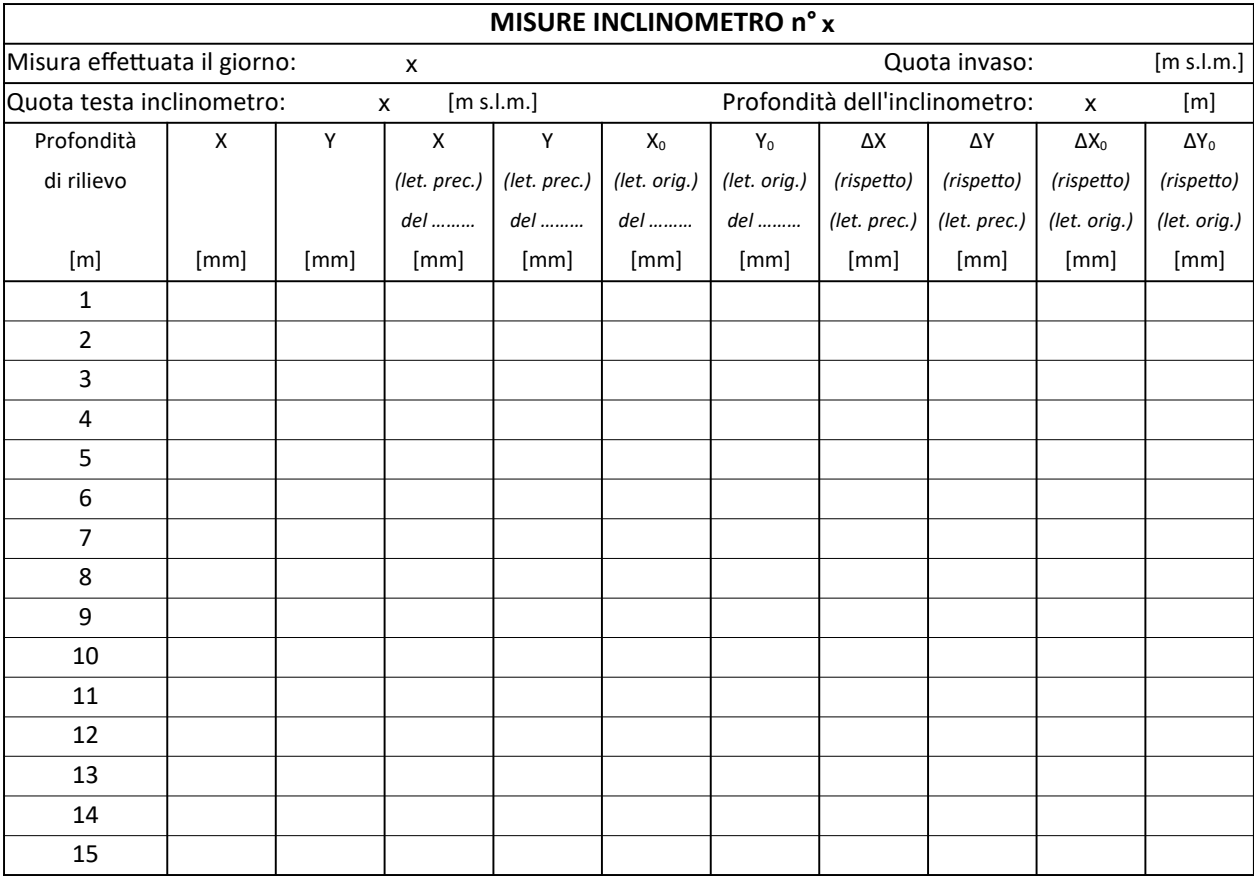 MISURE INCLINOMETRO n° x
Misura effettuata il giorno: x Quota invaso: [m s.l.m.]
Quota testa inclinometro: x [m s.l.m.] Profondità dell'inclinometro: x [m]
Profondità X Y X Y X₀ Y₀ ΔX ΔY ΔX₀ ΔY₀
di rilievo (let. prec.) (let. prec.) (let. orig.) (let. orig.) (rispetto) (rispetto) (rispetto) (rispetto)
del ......... del ......... del ......... del ......... (let. prec.) (let. prec.) (let. orig.) (let. orig.)
[m] [mm] [mm] [mm] [mm] [mm] [mm] [mm] [mm] [mm] [mm]
1
2
3
4
5
6
7
8
9
10
11
12
13
14
15